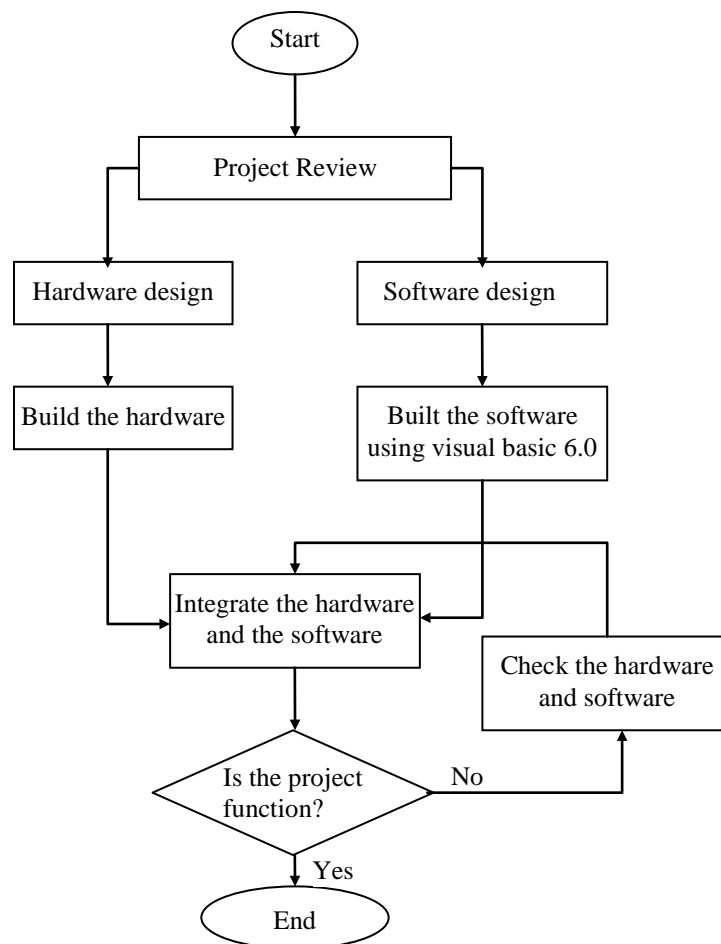 Start
Project Review
Hardware design
Software design
Build the hardware
Built the software
using visual basic 6.0
Integrate the hardware
and the software
Check the hardware
and software
Is the project
function?
No
Yes
End